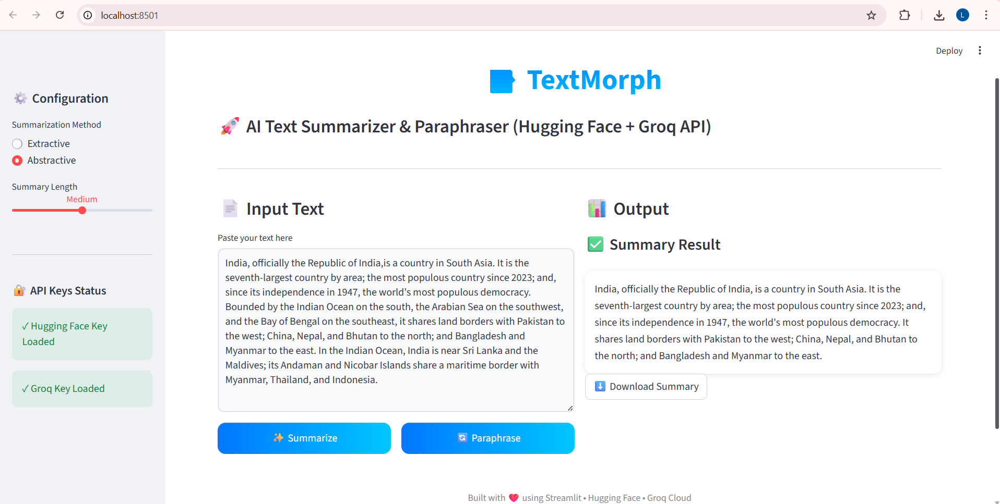 localhost:8501
L
Deploy
Configuration
Summarization Method
Extractive
Abstractive
Summary Length
Medium
API Keys Status
✓ Hugging Face Key
Loaded
✓ Groq Key Loaded
TextMorph
AI Text Summarizer & Paraphraser (Hugging Face + Groq API)
Input Text
Paste your text here
India, officially the Republic of India,is a country in South Asia. It is the
seventh-largest country by area; the most populous country since 2023; and,
since its independence in 1947, the world's most populous democracy.
Bounded by the Indian Ocean on the south, the Arabian Sea on the southwest,
and the Bay of Bengal on the southeast, it shares land borders with Pakistan to
the west; China, Nepal, and Bhutan to the north; and Bangladesh and
Myanmar to the east. In the Indian Ocean, India is near Sri Lanka and the
Maldives; its Andaman and Nicobar Islands share a maritime border with
Myanmar, Thailand, and Indonesia.
Summarize
Paraphrase
Output
Summary Result
India, officially the Republic of India, is a country in South Asia. It is the
seventh-largest country by area; the most populous country since 2023; and,
since its independence in 1947, the world's most populous democracy. It
shares land borders with Pakistan to the west; China, Nepal, and Bhutan to
the north; and Bangladesh and Myanmar to the east.
Download Summary
Built with ❤️ using Streamlit • Hugging Face • Groq Cloud